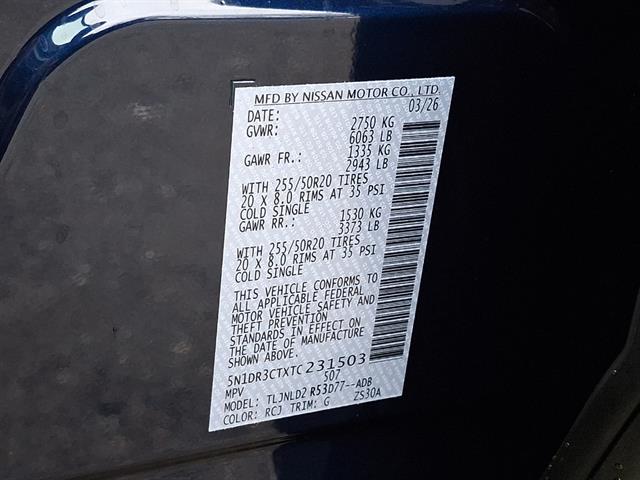 MFD BY NISSAN MOTOR CO., LTD.
DATE: 03/26
GVWR: 2750 KG
6063 LB
GAWR FR.: 1335 KG
2943 LB
WITH 255/50R20 TIRES
20 X 8.0 RIMS AT 35 PSI
COLD SINGLE
GAWR RR.: 1530 KG
3373 LB
WITH 255/50R20 TIRES
20 X 8.0 RIMS AT 35 PSI
COLD SINGLE
THIS VEHICLE CONFORMS TO
ALL APPLICABLE FEDERAL
MOTOR VEHICLE SAFETY AND
THEFT PREVENTION
STANDARDS IN EFFECT ON
THE DATE OF MANUFACTURE
SHOWN ABOVE
5N1DR3CTXTC231503
MPV 507
MODEL: TLJNLD2 R53D77--ADB
COLOR: RCJ TRIM: G ZS30A